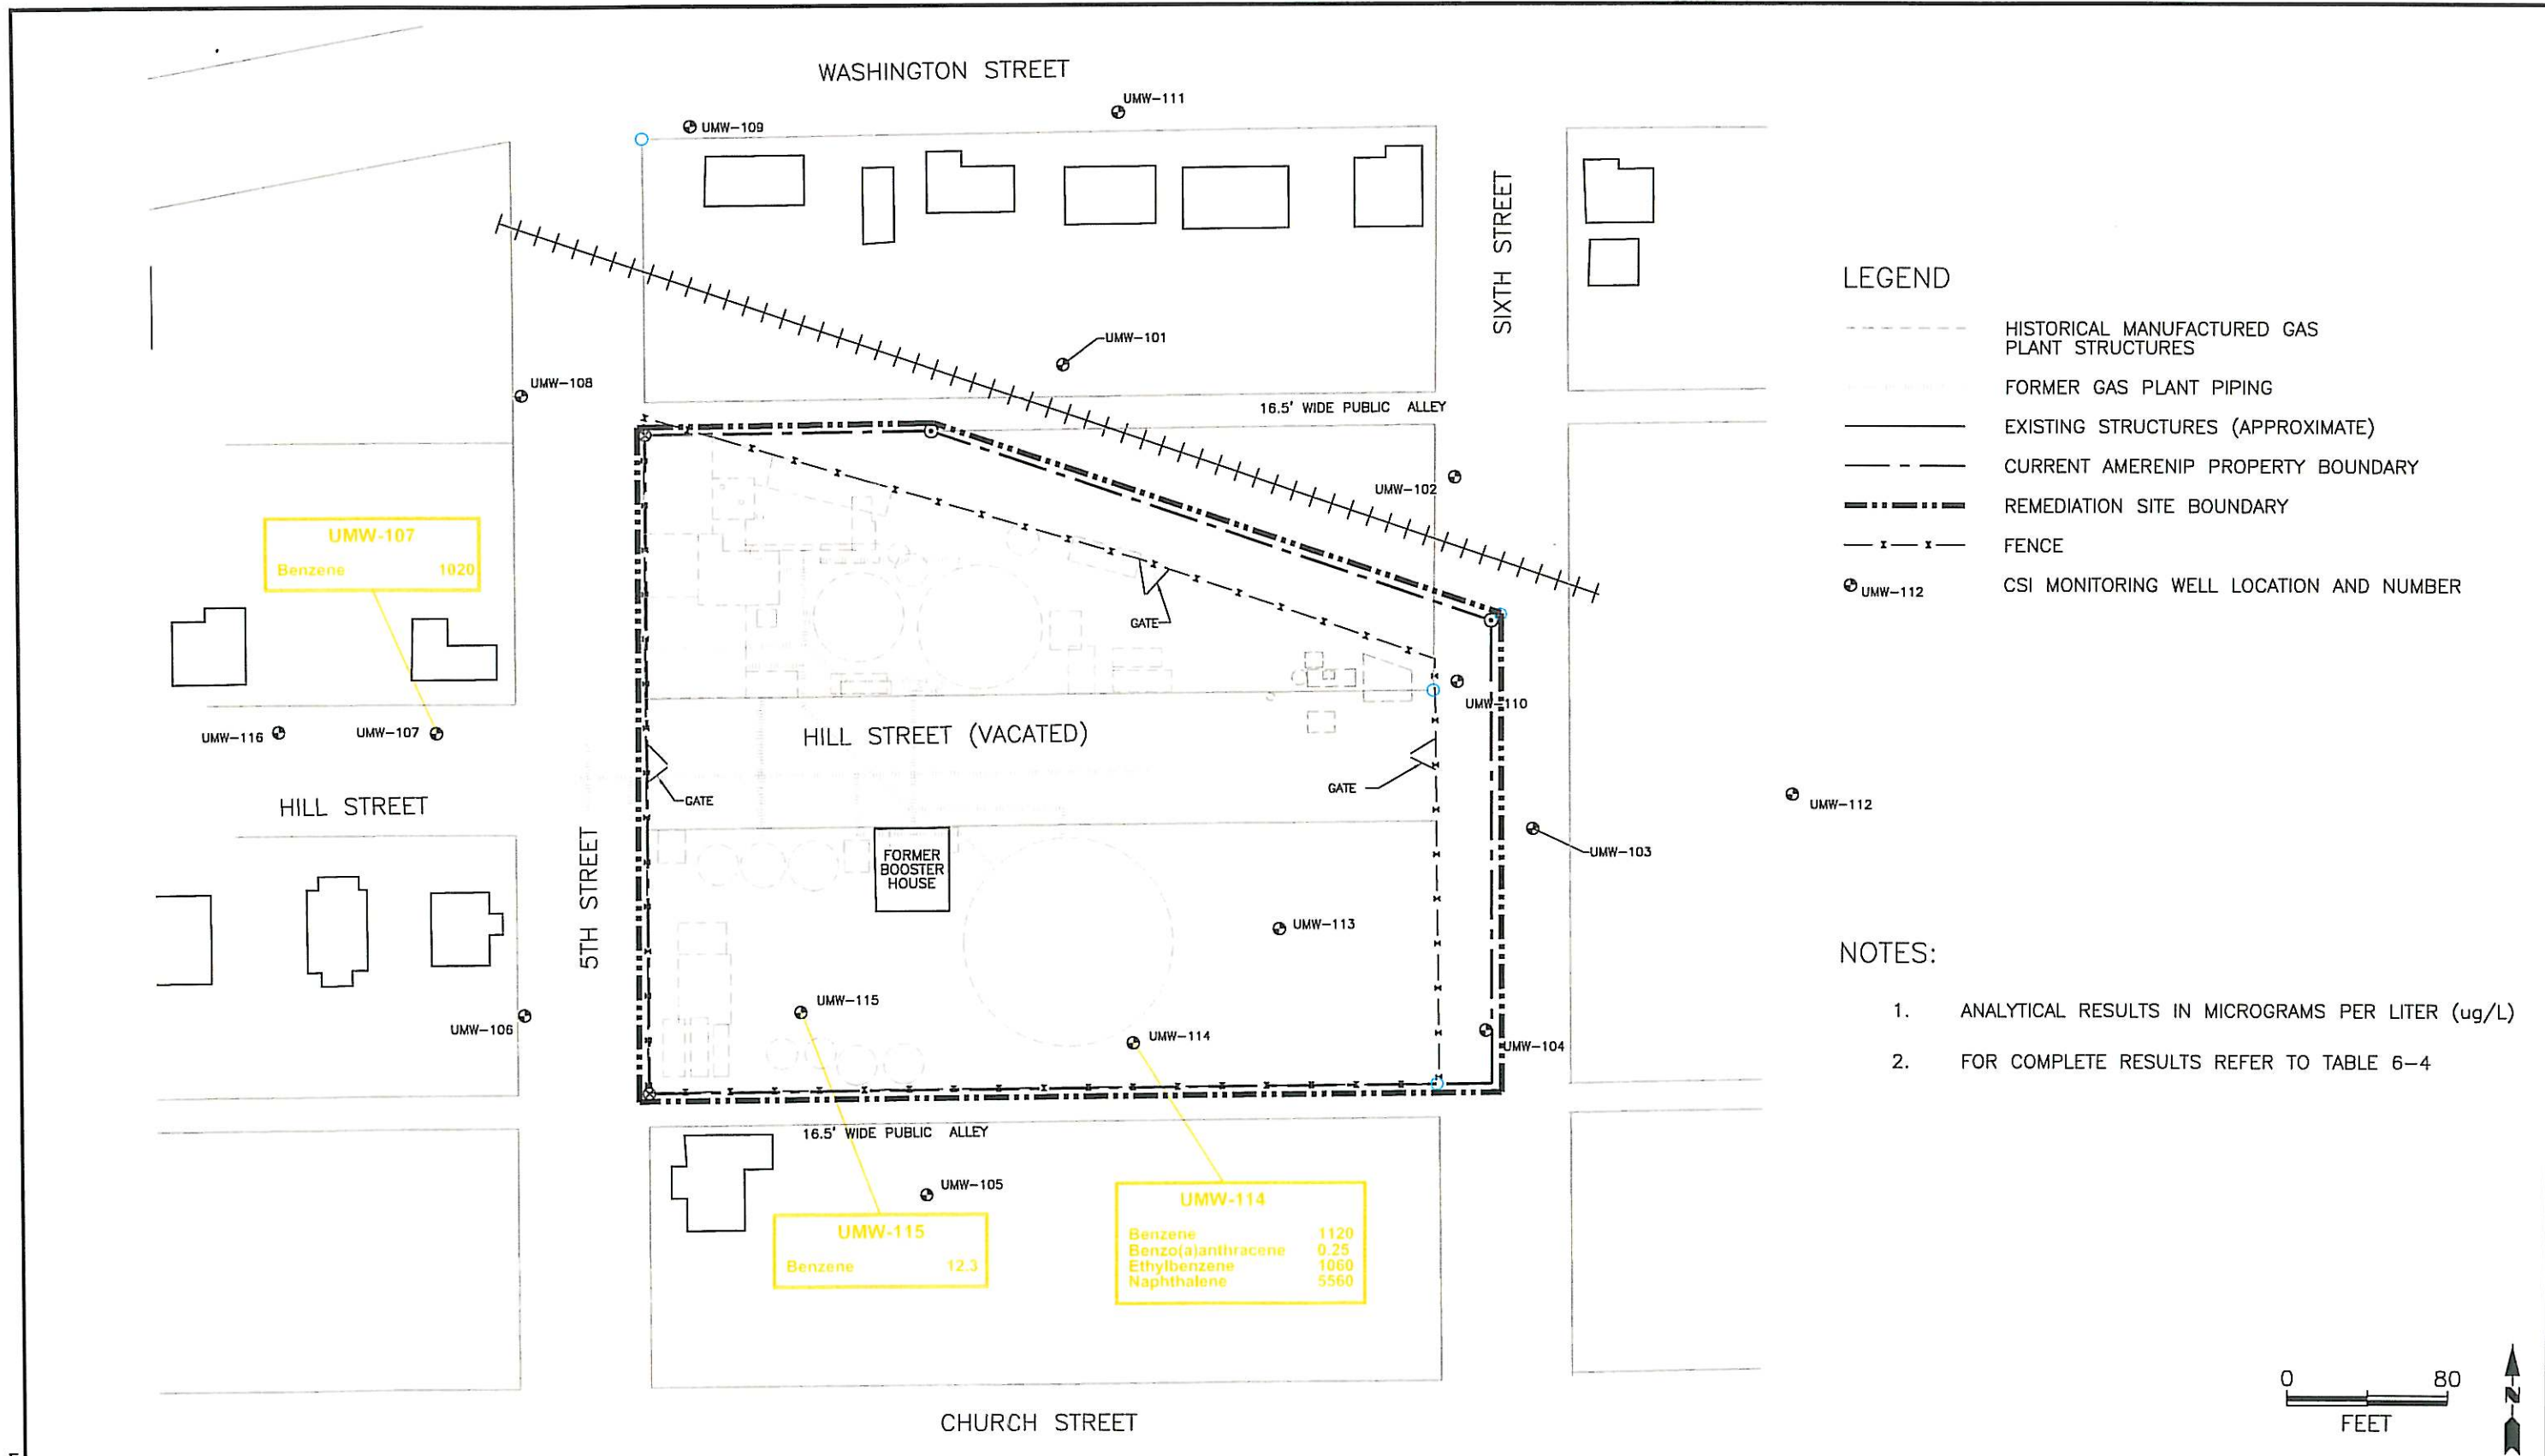 WASHINGTON STREET
UMW-111
UMW-109
SIXTH STREET
UMW-101
UMW-108
16.5' WIDE PUBLIC ALLEY
UMW-102
UMW-107
Benzene 1020
GATE
UMW-110
UMW-116
UMW-107
HILL STREET (VACATED)
GATE
GATE
HILL STREET
UMW-112
5TH STREET
FORMER
BOOSTER
HOUSE
UMW-103
UMW-113
UMW-115
UMW-106
UMW-114
UMW-104
16.5' WIDE PUBLIC ALLEY
UMW-105
UMW-115
Benzene 12.3
UMW-114
Benzene 1120
Benzo(a)anthracene 0.25
Ethylbenzene 1060
Naphthalene 5560
CHURCH STREET
LEGEND
HISTORICAL MANUFACTURED GAS
PLANT STRUCTURES
FORMER GAS PLANT PIPING
EXISTING STRUCTURES (APPROXIMATE)
CURRENT AMERENIP PROPERTY BOUNDARY
REMEDIATION SITE BOUNDARY
FENCE
UMW-112 CSI MONITORING WELL LOCATION AND NUMBER
NOTES:
1. ANALYTICAL RESULTS IN MICROGRAMS PER LITER (ug/L)
2. FOR COMPLETE RESULTS REFER TO TABLE 6-4
0 80
FEET
N